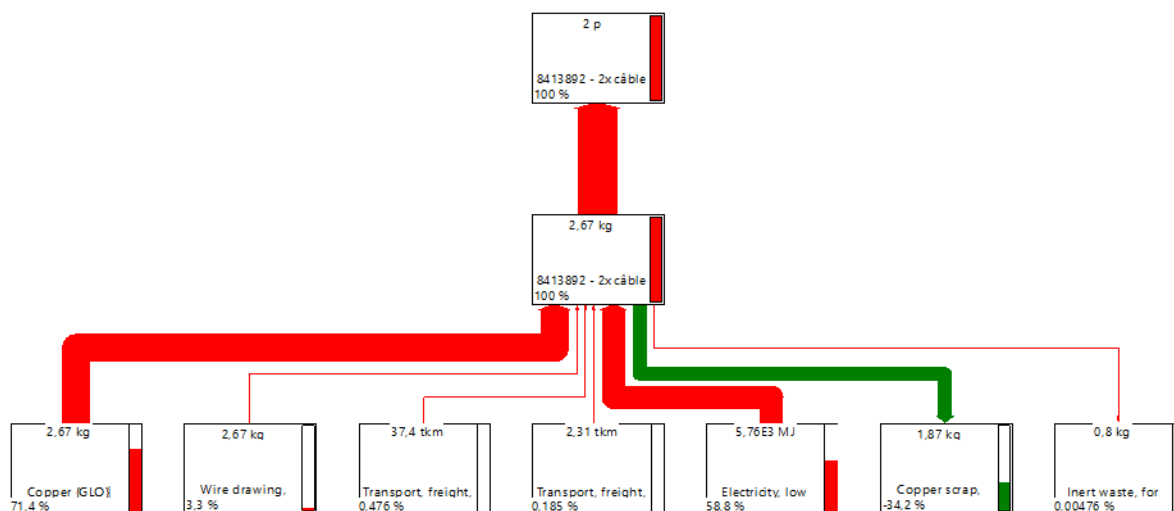 2 p
8413892 - 2x câble
100 %
2,67 kg
8413892 - 2x câble
100 %
2,67 kg
Copper {GLO}|
71.4 %
2,67 kg
Wire drawing,
3,3 %
37,4 tkm
Transport, freight,
0.476 %
2,31 tkm
Transport, freight,
0.185 %
5,76E3 MJ
Electricity, low
58.8 %
1,87 kg
Copper scrap,
-34,2 %
0,8 kg
Inert waste, for
0.00476 %